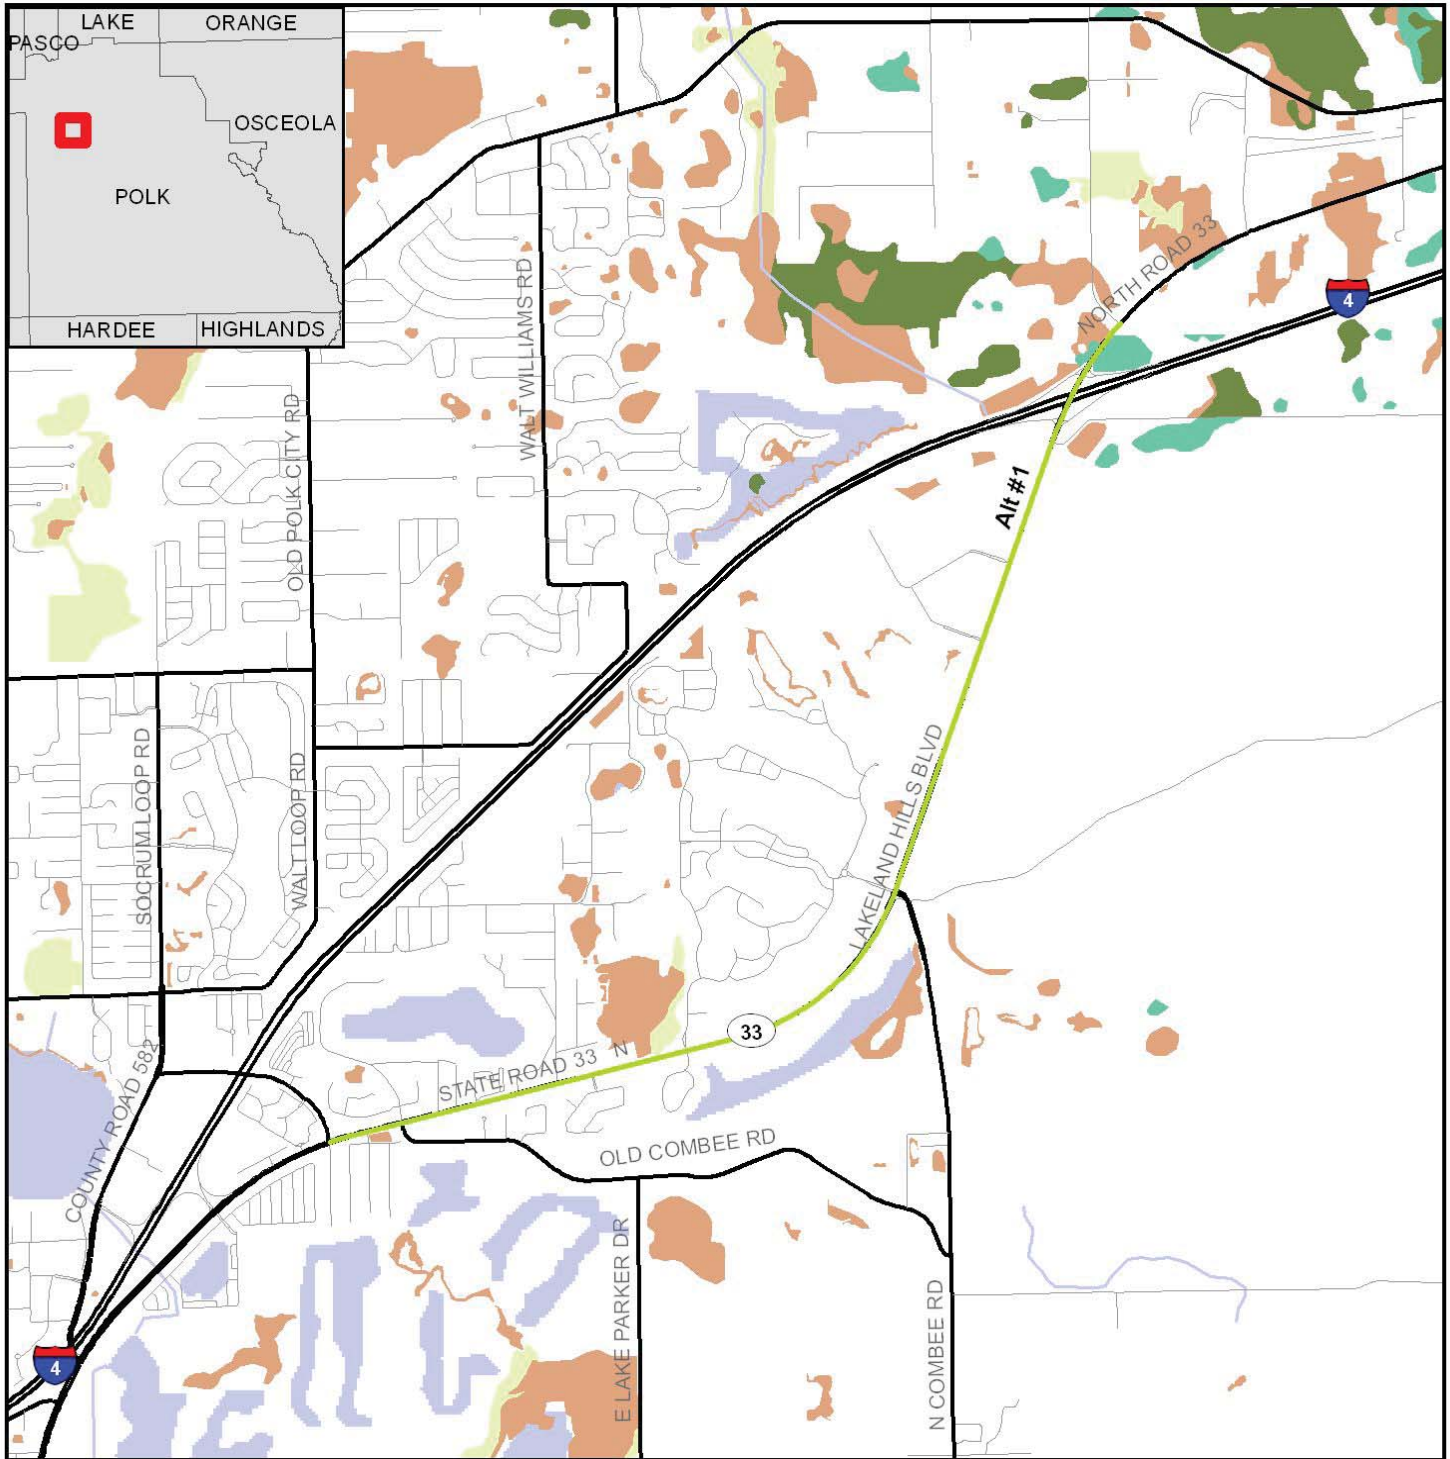 LAKE
ORANGE
PASCO
OSCEOLA
POLK
HARDEE
HIGHLANDS
NORTH ROAD 33
4
WALT WILLIAMS RD
OLD POLK CITY RD
Alt #1
SOCRUM LOOP RD
WALT LOOP RD
LAKELAND HILLS BLVD
33
STATE ROAD 33 N
COUNTY ROAD 582
OLD COMBEE RD
E LAKE PARKER DR
N COMBEE RD
4